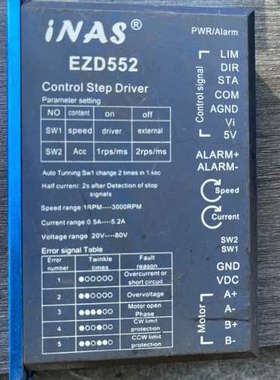 iNAS®
EZD552
Control Step Driver
Parameter setting
NO content on off
SW1 speed driver external
SW2 Acc 1rps/ms 2rps/ms
Auto Tunning Sw1 change 2 times in 1.sec
Half current: 2s after Detection of stop
signals
Speed range:1RPM----3000RPM
Current range:0.5A----5.2A
Voltage range 20V----80V
Error signal Table
Error number Twinkle times Fault reason
1 Overcurrent or short circuid
2 Overvoltage
3 Motor open Phase
4 CW limit protection
5 CCW limit protection
PWR/Alarm
Control signal
LIM
DIR
STA
COM
AGND
Vi
5V
ALARM+
ALARM-
Speed
Current
SW2
SW1
GND
VDC
Motor
A+
A-
B+
B-